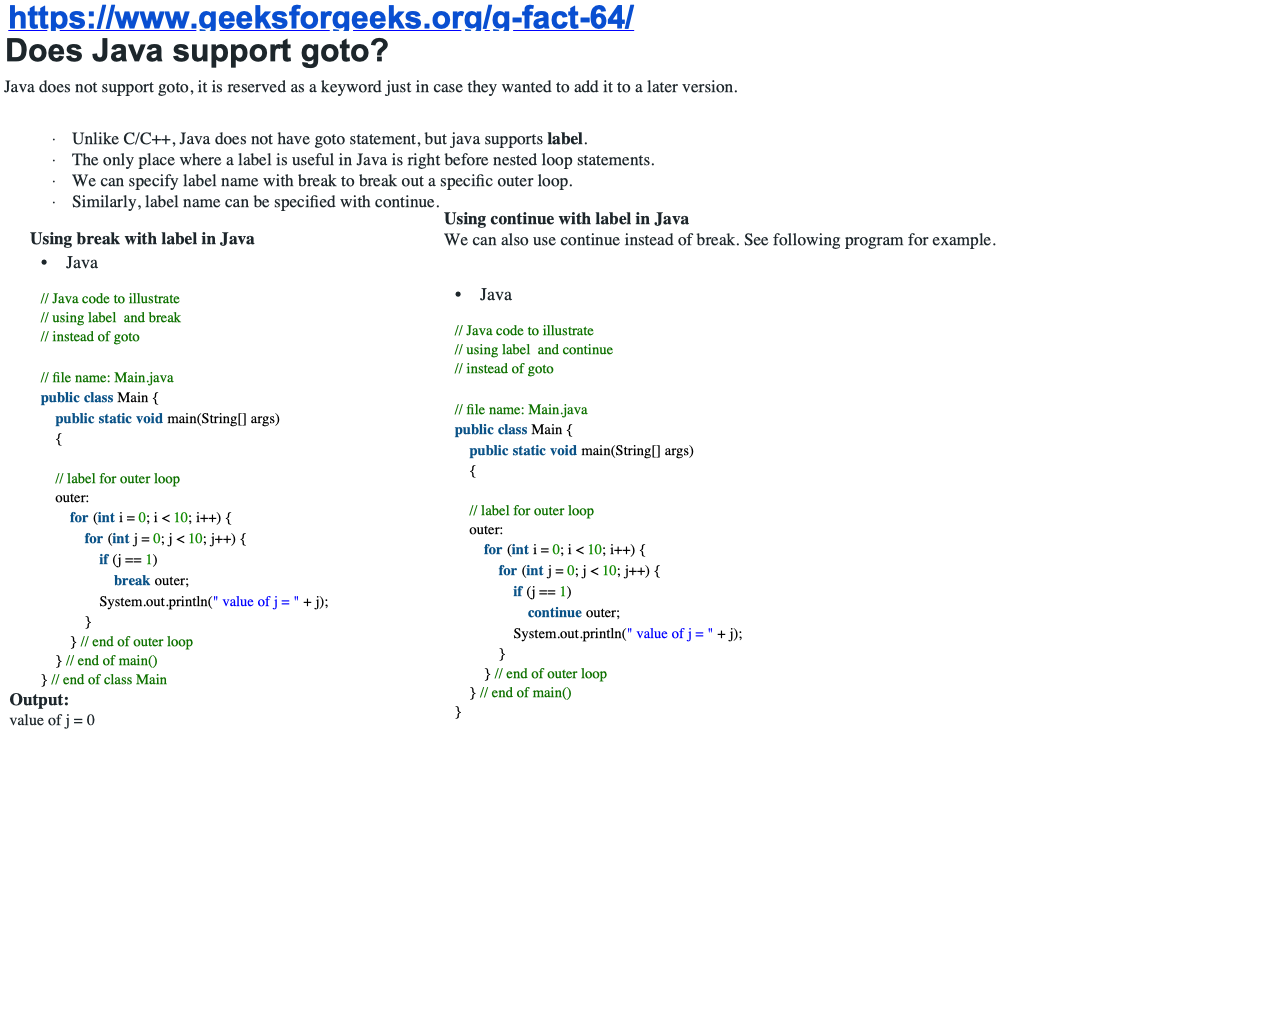 https://www.geeksforgeeks.org/g-fact-64/
Does Java support goto?
Java does not support goto, it is reserved as a keyword just in case they wanted to add it to a later version.
· Unlike C/C++, Java does not have goto statement, but java supports label.
· The only place where a label is useful in Java is right before nested loop statements.
· We can specify label name with break to break out a specific outer loop.
· Similarly, label name can be specified with continue.
Using break with label in Java
• Java
// Java code to illustrate
// using label  and break
// instead of goto
// file name: Main.java
public class Main {
public static void main(String[] args)
{
// label for outer loop
outer:
for (int i = 0; i < 10; i++) {
for (int j = 0; j < 10; j++) {
if (j == 1)
break outer;
System.out.println(" value of j = " + j);
}
} // end of outer loop
} // end of main()
} // end of class Main
Output:
value of j = 0
Using continue with label in Java
We can also use continue instead of break. See following program for example.
• Java
// Java code to illustrate
// using label  and continue
// instead of goto
// file name: Main.java
public class Main {
public static void main(String[] args)
{
// label for outer loop
outer:
for (int i = 0; i < 10; i++) {
for (int j = 0; j < 10; j++) {
if (j == 1)
continue outer;
System.out.println(" value of j = " + j);
}
} // end of outer loop
} // end of main()
}